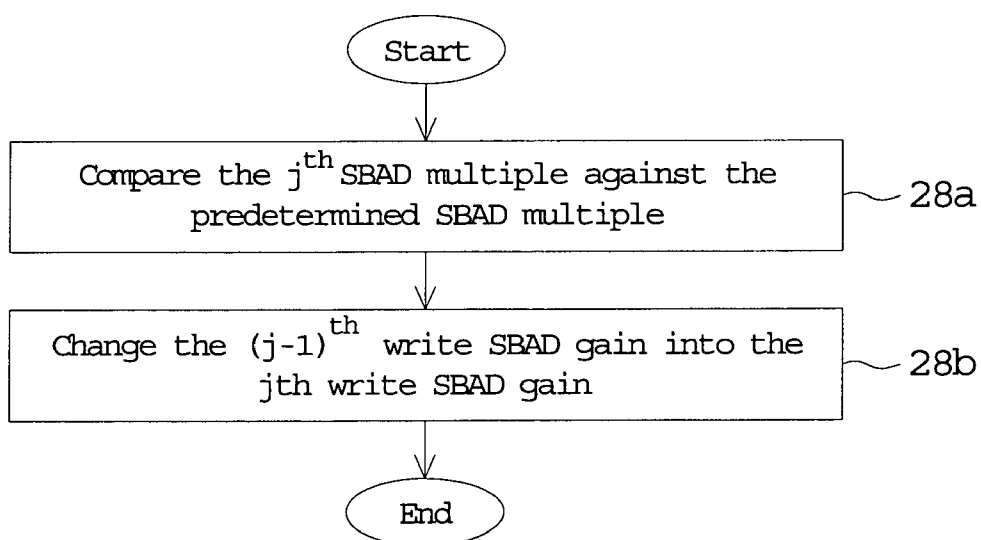 Start
Compare the jth SBAD multiple against the
predetermined SBAD multiple
28a
Change the (j-1)th write SBAD gain into the
jth write SBAD gain
28b
End